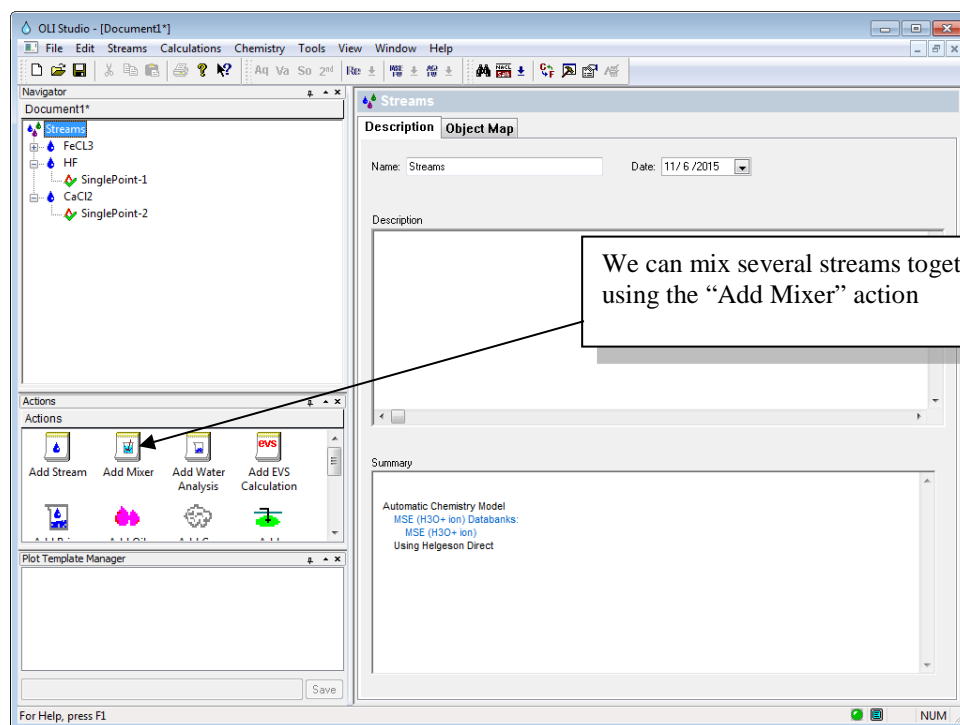 OLI Studio - [Document1*]
File Edit Streams Calculations Chemistry Tools View Window Help
Aq Va So 2nd
Navigator
Document1*
Streams
FeCL3
HF
SinglePoint-1
CaCl2
SinglePoint-2
Streams
Description Object Map
Name: Streams Date: 11/ 6 /2015
Description
We can mix several streams toget
using the “Add Mixer” action
Actions
Actions
evs
Add Stream Add Mixer Add Water Add EVS
Analysis Calculation
Summary
Automatic Chemistry Model
MSE (H3O+ ion) Databanks:
MSE (H3O+ ion)
Using Helgeson Direct
Plot Template Manager
Save
For Help, press F1 NUM